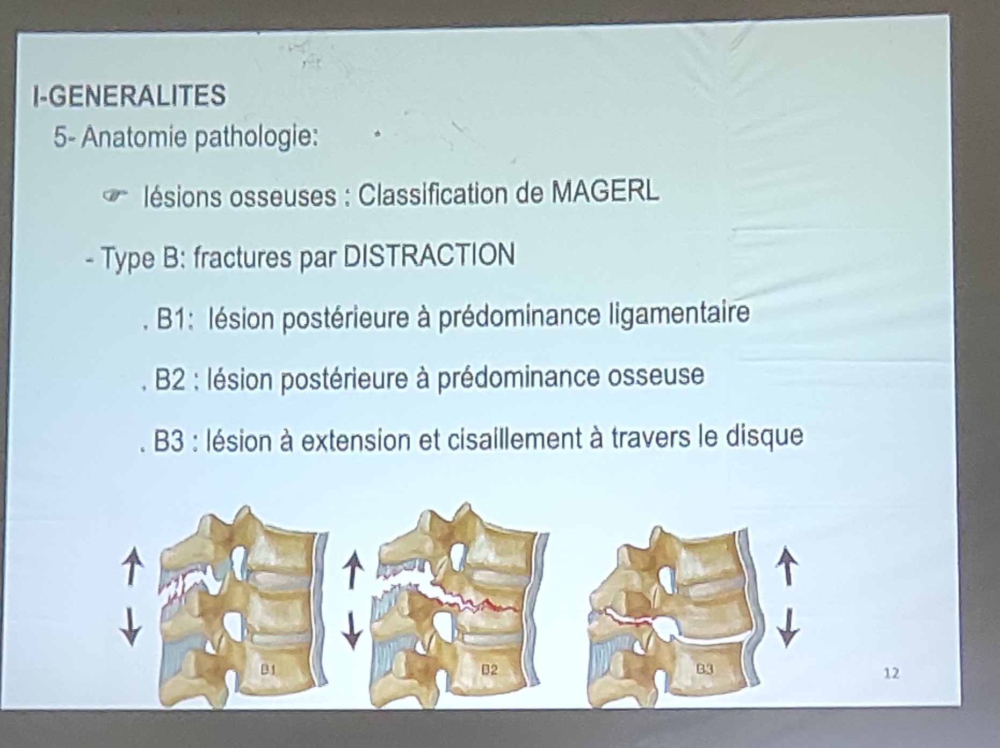 I-GENERALITES
5- Anatomie pathologie:
☞ lésions osseuses : Classification de MAGERL
- Type B: fractures par DISTRACTION
. B1: lésion postérieure à prédominance ligamentaire
. B2 : lésion postérieure à prédominance osseuse
. B3 : lésion à extension et cisaillement à travers le disque
B1
B2
B3
12